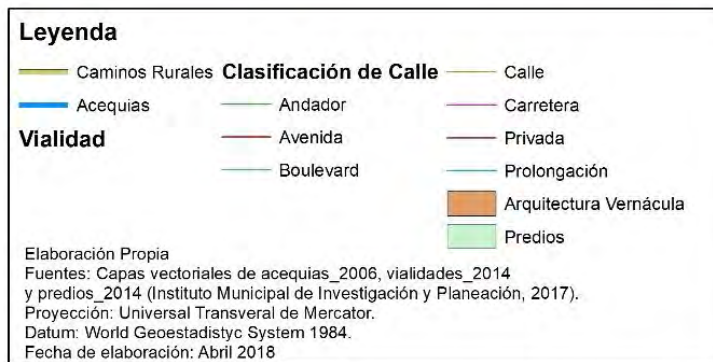 Leyenda
Caminos Rurales
Acequias
Vialidad
Clasificación de Calle
Andador
Avenida
Boulevard
Calle
Carretera
Privada
Prolongación
Arquitectura Vernácula
Predios
Elaboración Propia
Fuentes: Capas vectoriales de acequias_2006, vialidades_2014
y predios_2014 (Instituto Municipal de Investigación y Planeación, 2017).
Proyección: Universal Transveral de Mercator.
Datum: World Geoestadistyc System 1984.
Fecha de elaboración: Abril 2018